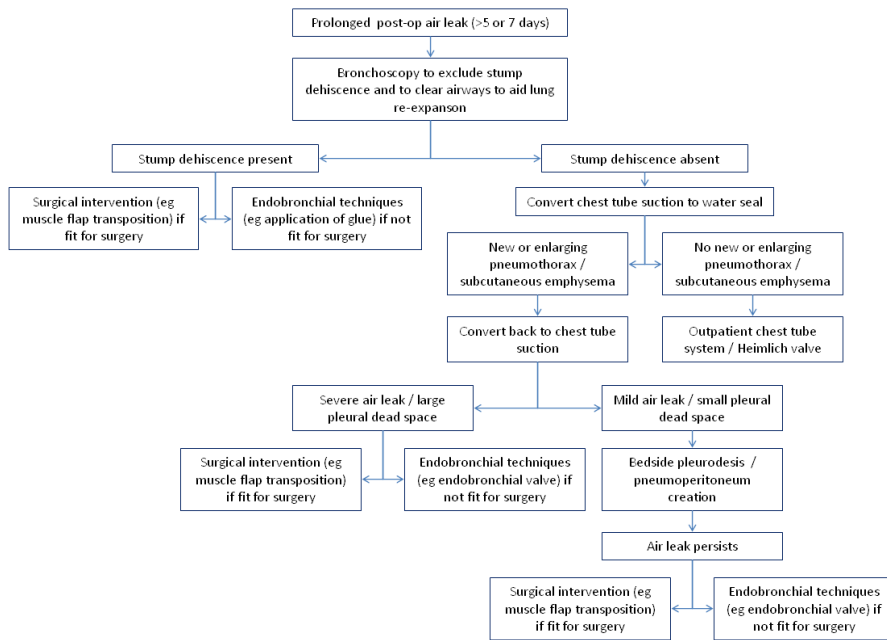 Prolonged post-op air leak (>5 or 7 days)
Bronchoscopy to exclude stump
dehiscence and to clear airways to aid lung
re-expanson
Stump dehiscence present
Stump dehiscence absent
Surgical intervention (eg
muscle flap transposition) if
fit for surgery
Endobronchial techniques
(eg application of glue) if not
fit for surgery
Convert chest tube suction to water seal
New or enlarging
pneumothorax /
subcutaneous emphysema
No new or enlarging
pneumothorax /
subcutaneous emphysema
Convert back to chest tube
suction
Outpatient chest tube
system / Heimlich valve
Severe air leak / large
pleural dead space
Mild air leak / small pleural
dead space
Surgical intervention (eg
muscle flap transposition)
if fit for surgery
Endobronchial techniques
(eg endobronchial valve) if
not fit for surgery
Bedside pleurodesis /
pneumoperitoneum
creation
Air leak persists
Surgical intervention (eg
muscle flap transposition)
if fit for surgery
Endobronchial techniques
(eg endobronchial valve) if
not fit for surgery